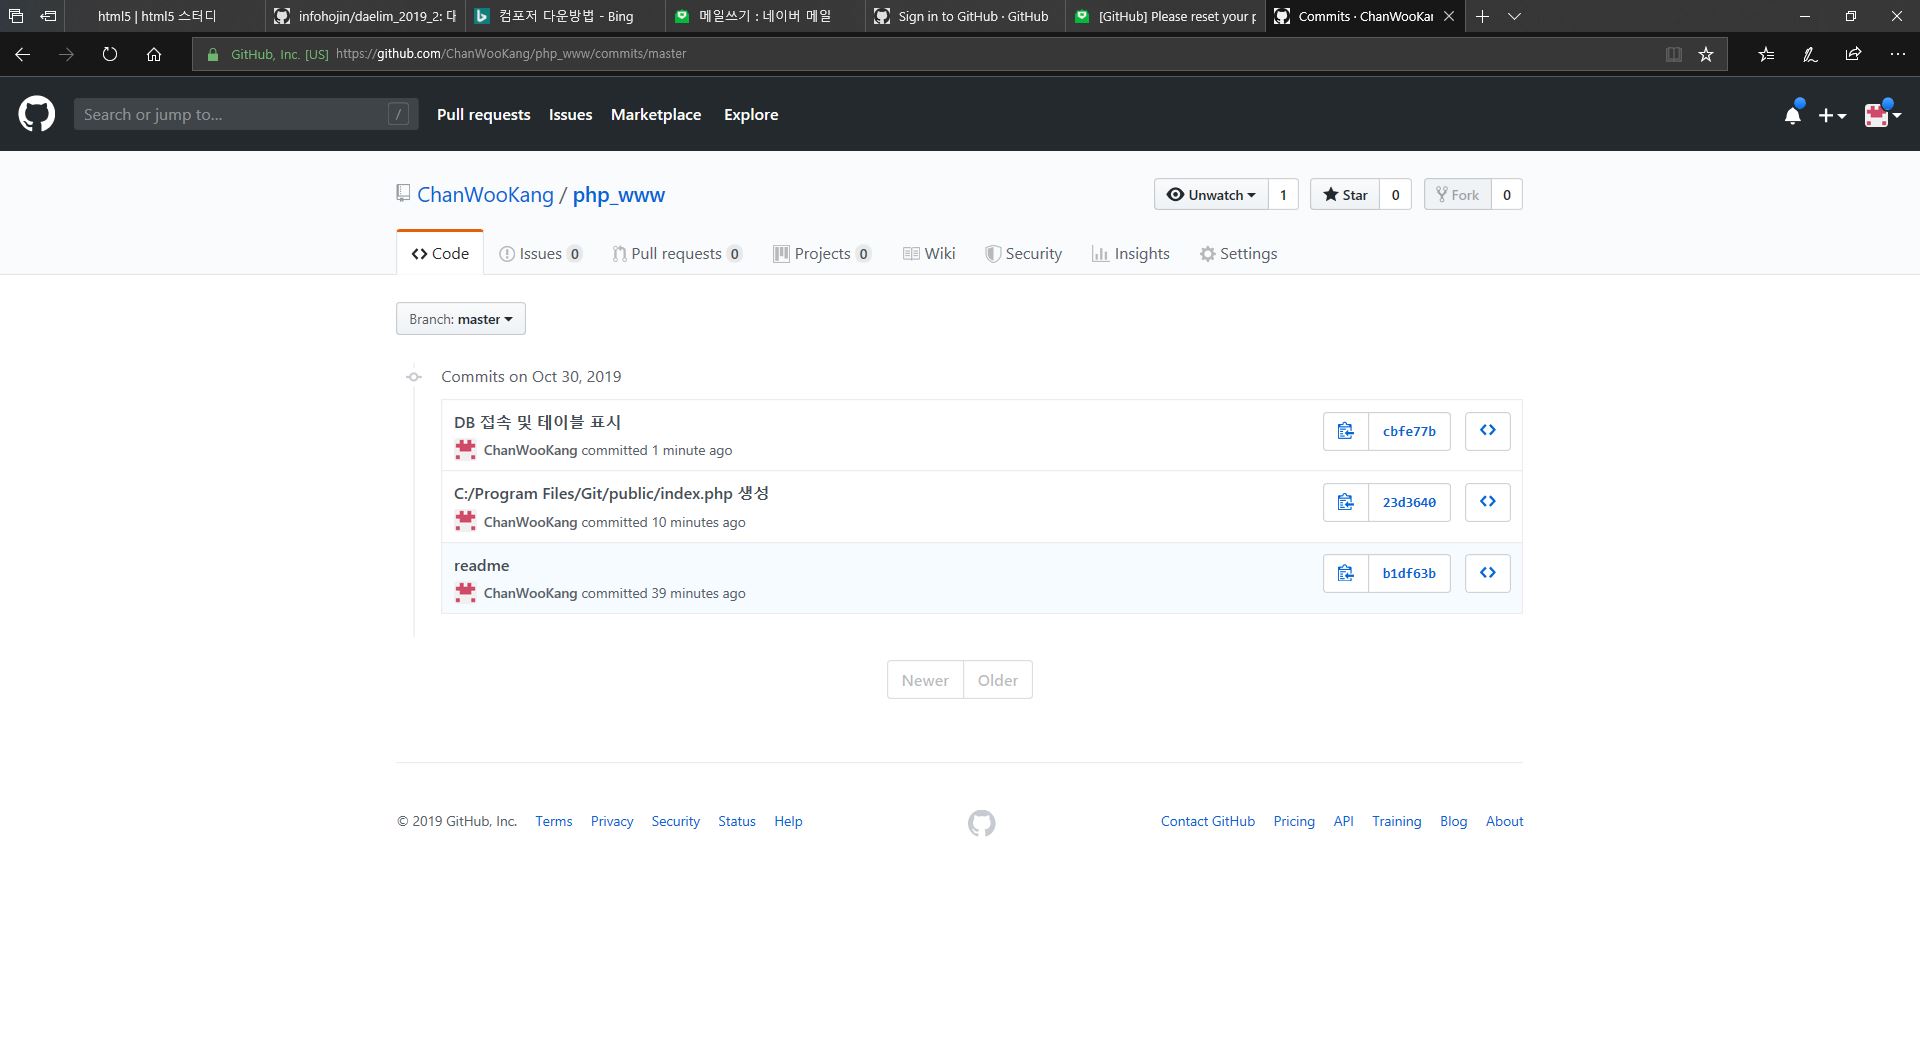 html5 | html5 스터디
infohojin/daelim_2019_2: 대
컴포저 다운방법 - Bing
메일쓰기 : 네이버 메일
Sign in to GitHub · GitHub
[GitHub] Please reset your p
Commits · ChanWooKan
GitHub, Inc. [US] https://github.com/ChanWooKang/php_www/commits/master
Search or jump to... /
Pull requests Issues Marketplace Explore
ChanWooKang / php_www
Unwatch 1 Star 0 Fork 0
Code Issues 0 Pull requests 0 Projects 0 Wiki Security Insights Settings
Branch: master
Commits on Oct 30, 2019
DB 접속 및 테이블 표시
ChanWooKang committed 1 minute ago
cbfe77b
C:/Program Files/Git/public/index.php 생성
ChanWooKang committed 10 minutes ago
23d3640
readme
ChanWooKang committed 39 minutes ago
b1df63b
Newer Older
© 2019 GitHub, Inc. Terms Privacy Security Status Help
Contact GitHub Pricing API Training Blog About